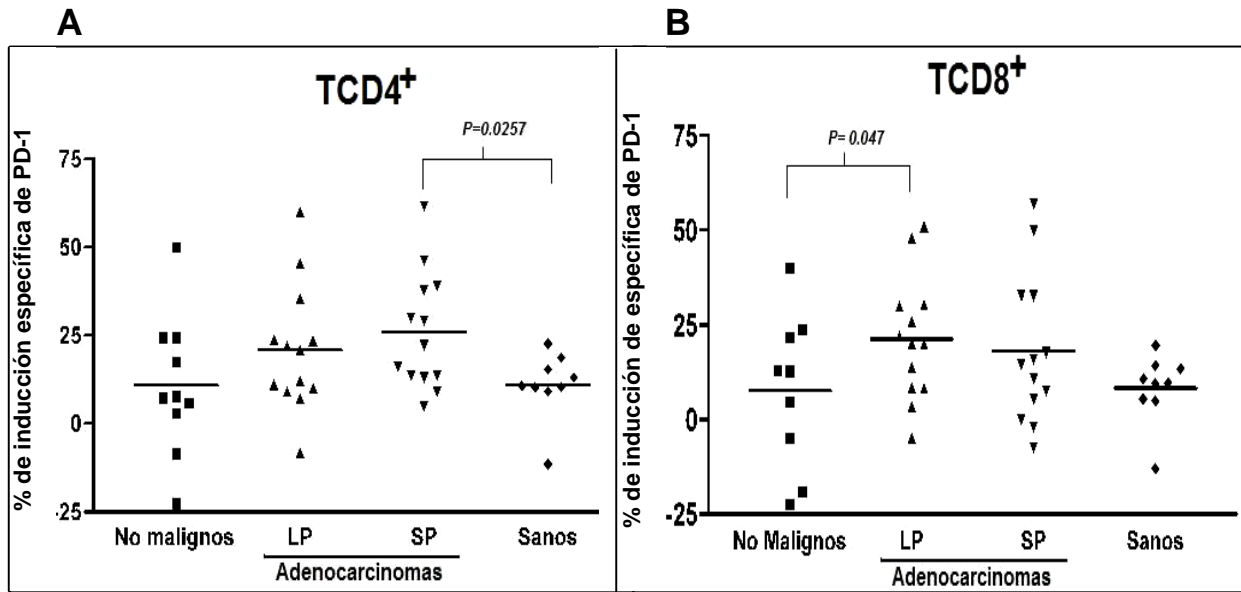 A
TCD4+
% de inducción específica de PD-1
P=0.0257
75
50
25
0
-25
No malignos
LP
SP
Sanos
Adenocarcinomas
B
TCD8+
% de inducción de específica de PD-1
P= 0.047
75
50
25
0
-25
No Malignos
LP
SP
Sanos
Adenocarcinomas